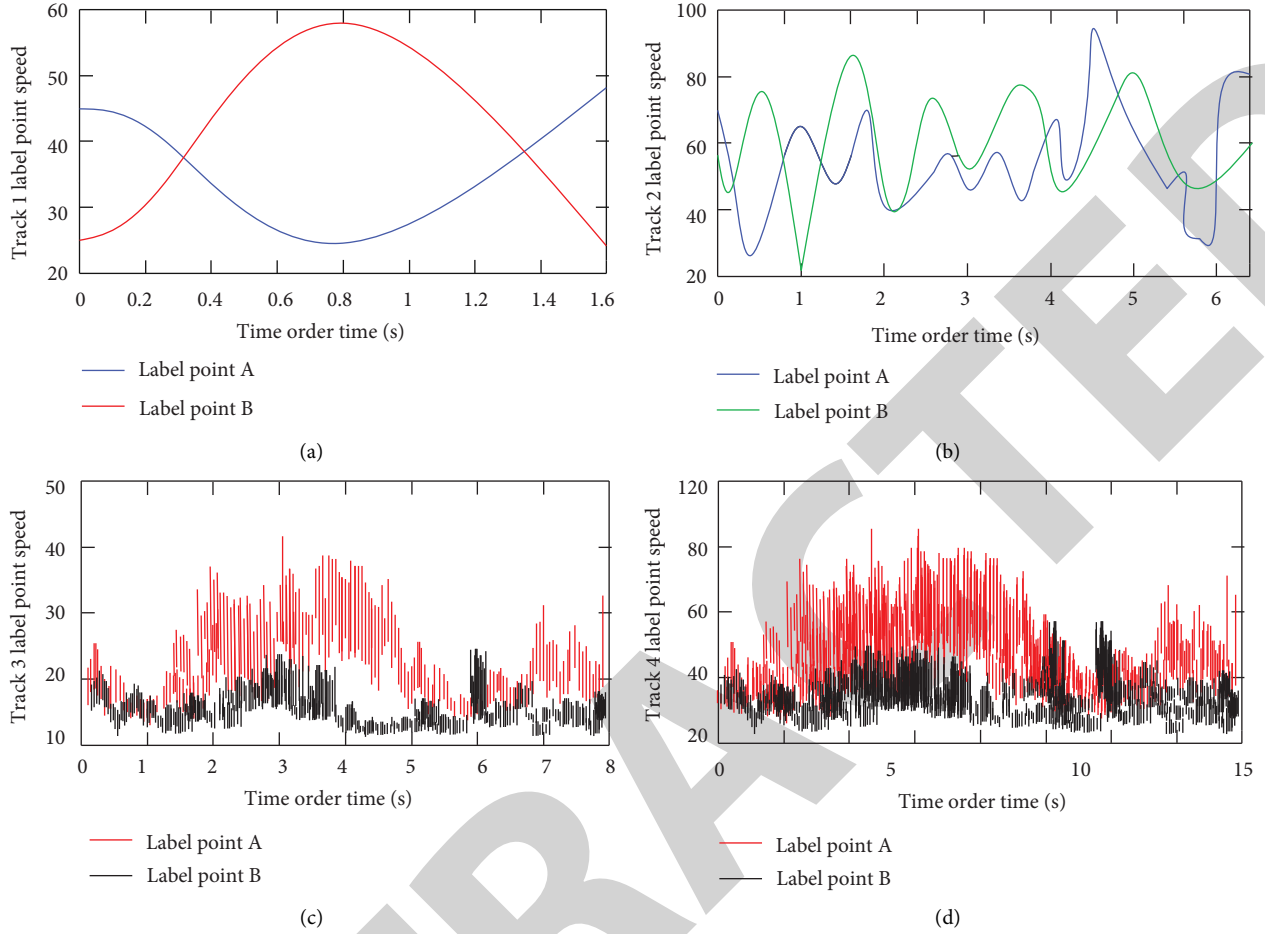 60
50
40
30
20
Track 1 label point speed
0 0.2 0.4 0.6 0.8 1 1.2 1.4 1.6
Time order time (s)
Label point A
Label point B
(a)
100
80
60
40
20
Track 2 label point speed
0 1 2 3 4 5 6
Time order time (s)
Label point A
Label point B
(b)
50
40
30
20
10
Track 3 label point speed
0 1 2 3 4 5 6 7 8
Time order time (s)
Label point A
Label point B
(c)
120
80
60
40
20
Track 4 label point speed
0 5 10 15
Time order time (s)
Label point A
Label point B
(d)